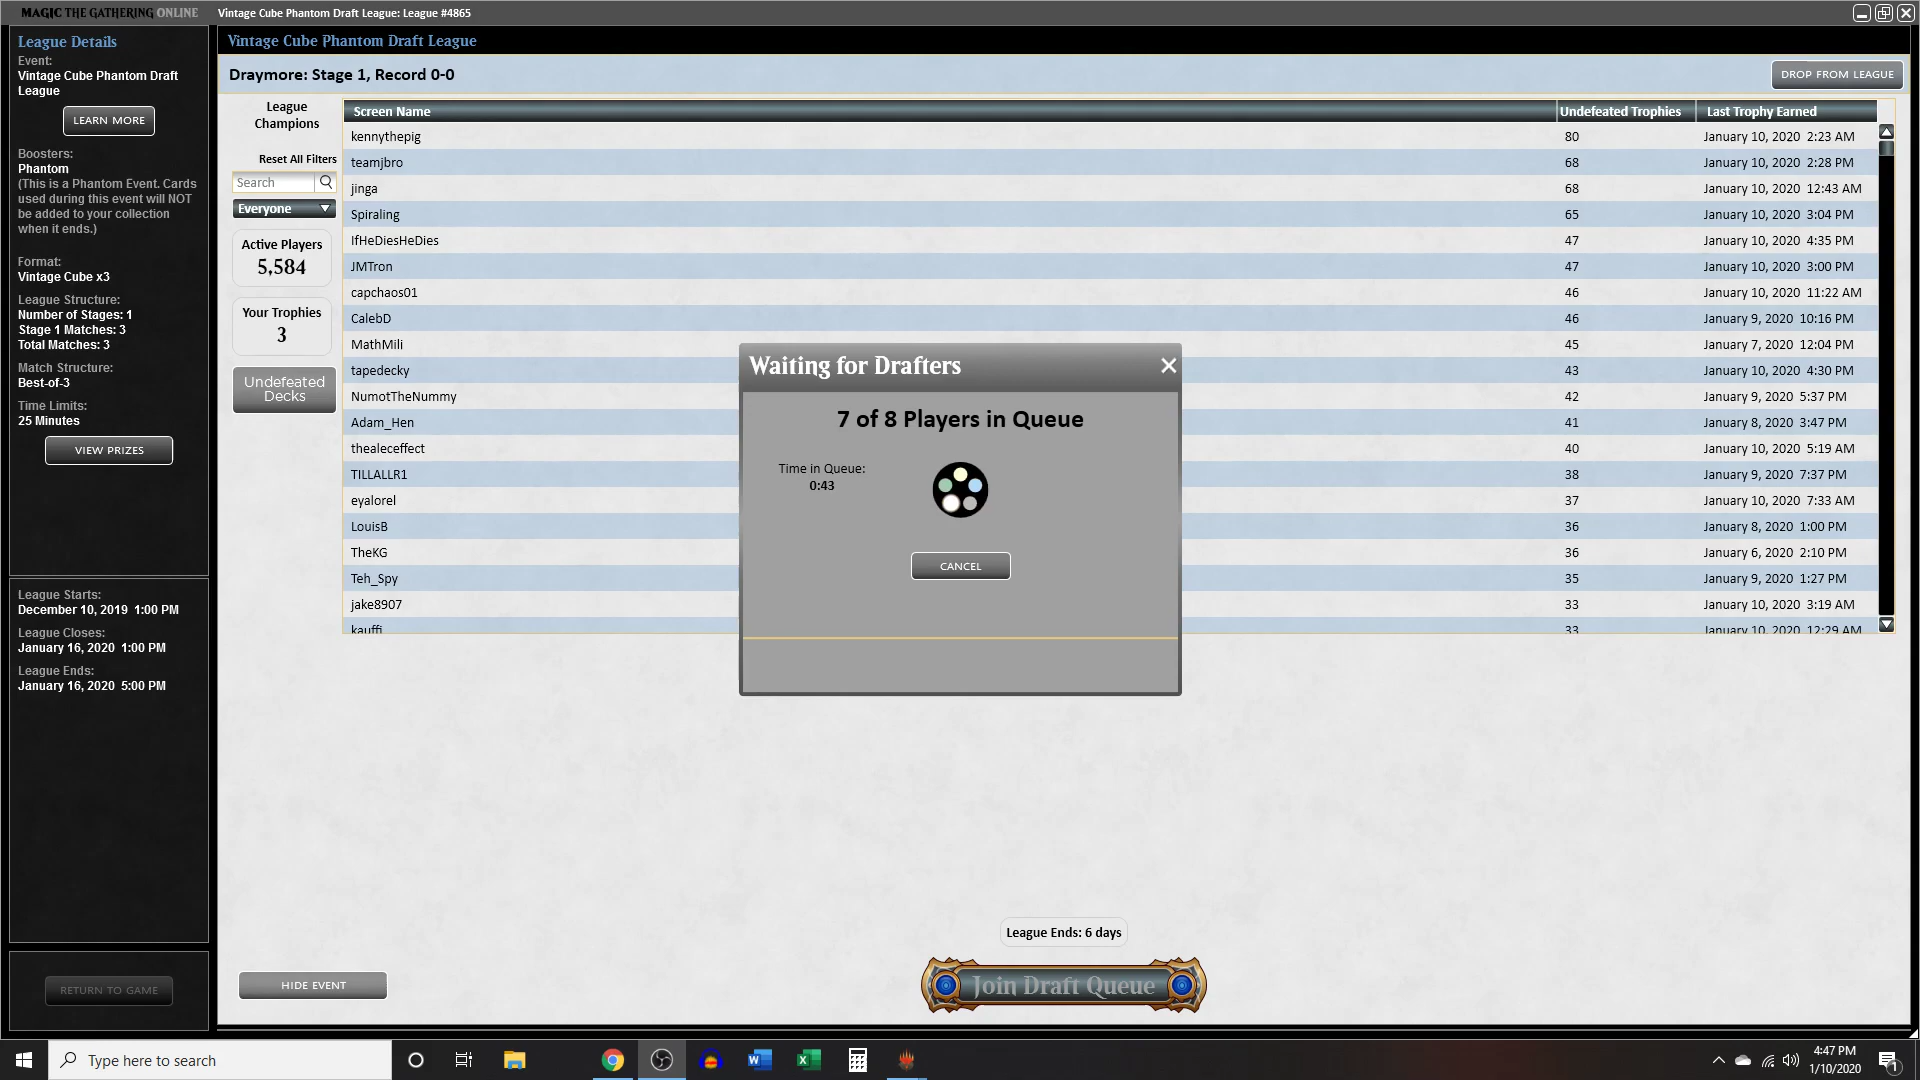 MAGIC THE GATHERING ONLINE
Vintage Cube Phantom Draft League: League #4865
League Details
Event:
Vintage Cube Phantom Draft
League
LEARN MORE
Boosters:
Phantom
(This is a Phantom Event. Cards
used during this event will NOT
be added to your collection
when it ends.)
Format:
Vintage Cube x3
League Structure:
Number of Stages: 1
Stage 1 Matches: 3
Total Matches: 3
Match Structure:
Best-of-3
Time Limits:
25 Minutes
VIEW PRIZES
League Starts:
December 10, 2019 1:00 PM
League Closes:
January 16, 2020 1:00 PM
League Ends:
January 16, 2020 5:00 PM
RETURN TO GAME
Vintage Cube Phantom Draft League
Draymore: Stage 1, Record 0-0
DROP FROM LEAGUE
League
Champions
Reset All Filters
Search
Everyone
Active Players
5,584
Your Trophies
3
Undefeated
Decks
Screen Name Undefeated Trophies Last Trophy Earned
kennythepig 80 January 10, 2020 2:23 AM
teamjbro 68 January 10, 2020 2:28 PM
jinga 68 January 10, 2020 12:43 AM
Spiraling 65 January 10, 2020 3:04 PM
IfHeDiesHeDies 47 January 10, 2020 4:35 PM
JMTron 47 January 10, 2020 3:00 PM
capchaos01 46 January 10, 2020 11:22 AM
CalebD 46 January 9, 2020 10:16 PM
MathMili 45 January 7, 2020 12:04 PM
tapedecky 43 January 10, 2020 4:30 PM
NumotTheNummy 42 January 9, 2020 5:37 PM
Adam_Hen 41 January 8, 2020 3:47 PM
thealeceffect 40 January 10, 2020 5:19 AM
TILLALLR1 38 January 9, 2020 7:37 PM
eyalorel 37 January 10, 2020 7:33 AM
LouisB 36 January 8, 2020 1:00 PM
TheKG 36 January 6, 2020 2:10 PM
Teh_Spy 35 January 9, 2020 1:27 PM
jake8907 33 January 10, 2020 3:19 AM
kauffj 33 January 10, 2020 12:29 AM
Waiting for Drafters
7 of 8 Players in Queue
Time in Queue:
0:43
CANCEL
League Ends: 6 days
HIDE EVENT
Join Draft Queue
Type here to search
4:47 PM
1/10/2020
1